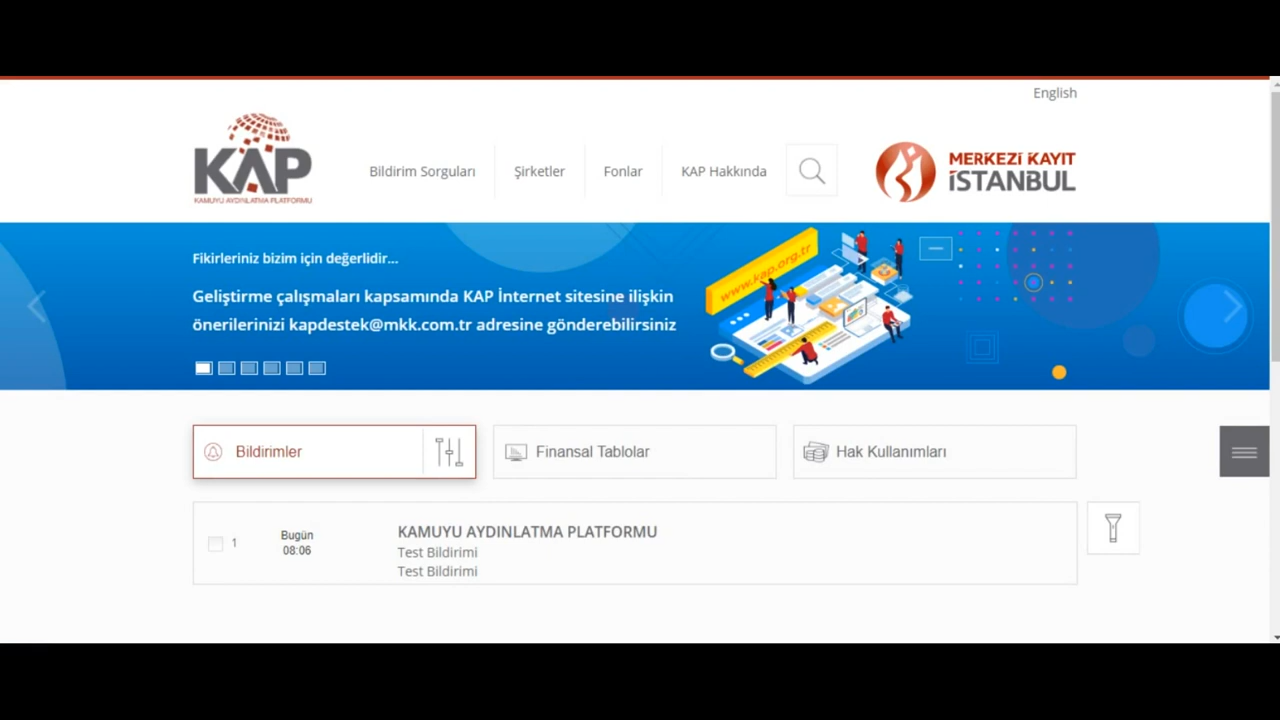 English
KAP
KAMUYU AYDINLATMA PLATFORMU
Bildirim Sorguları
Şirketler
Fonlar
KAP Hakkında
MERKEZİ KAYIT
İSTANBUL
Fikirleriniz bizim için değerlidir...
Geliştirme çalışmaları kapsamında KAP İnternet sitesine ilişkin
önerilerinizi kapdestek@mkk.com.tr adresine gönderebilirsiniz
www.kap.org.tr
Bildirimler
Finansal Tablolar
Hak Kullanımları
1
Bugün
08:06
KAMUYU AYDINLATMA PLATFORMU
Test Bildirimi
Test Bildirimi